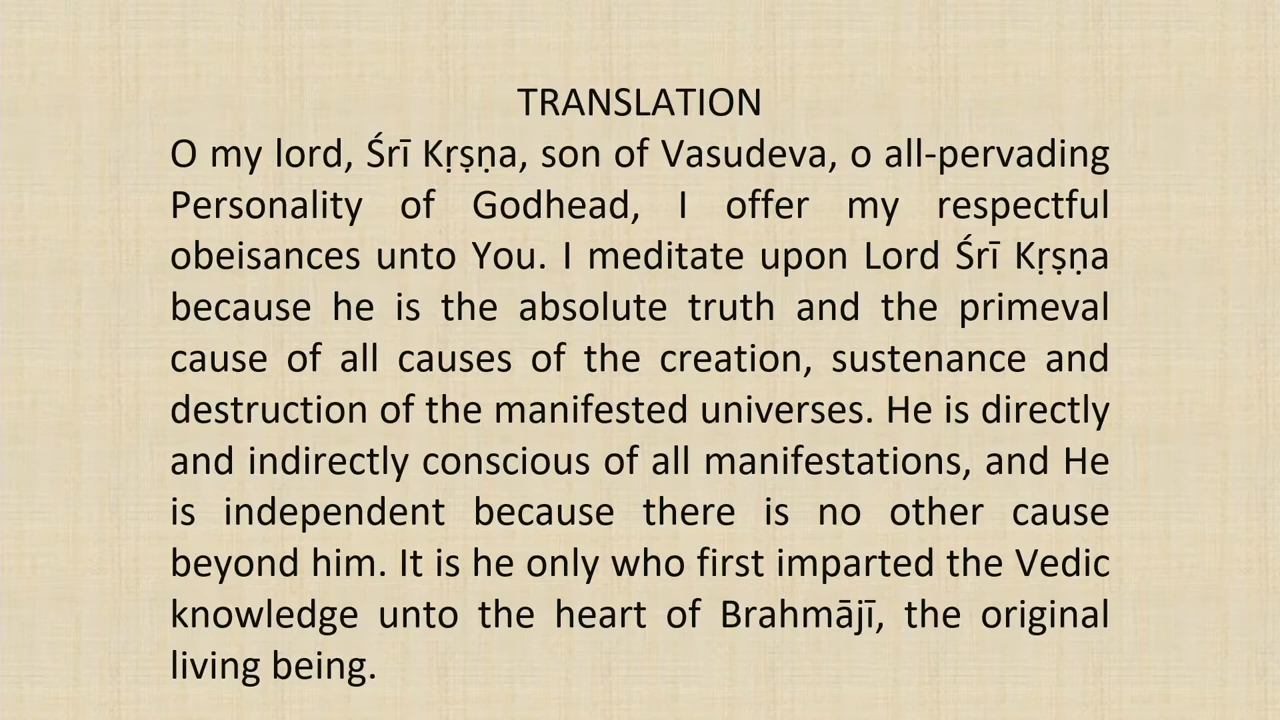 TRANSLATION
O my lord, Śrī Kṛṣṇa, son of Vasudeva, o all-pervading
Personality of Godhead, I offer my respectful
obeisances unto You. I meditate upon Lord Śrī Kṛṣṇa
because he is the absolute truth and the primeval
cause of all causes of the creation, sustenance and
destruction of the manifested universes. He is directly
and indirectly conscious of all manifestations, and He
is independent because there is no other cause
beyond him. It is he only who first imparted the Vedic
knowledge unto the heart of Brahmājī, the original
living being.